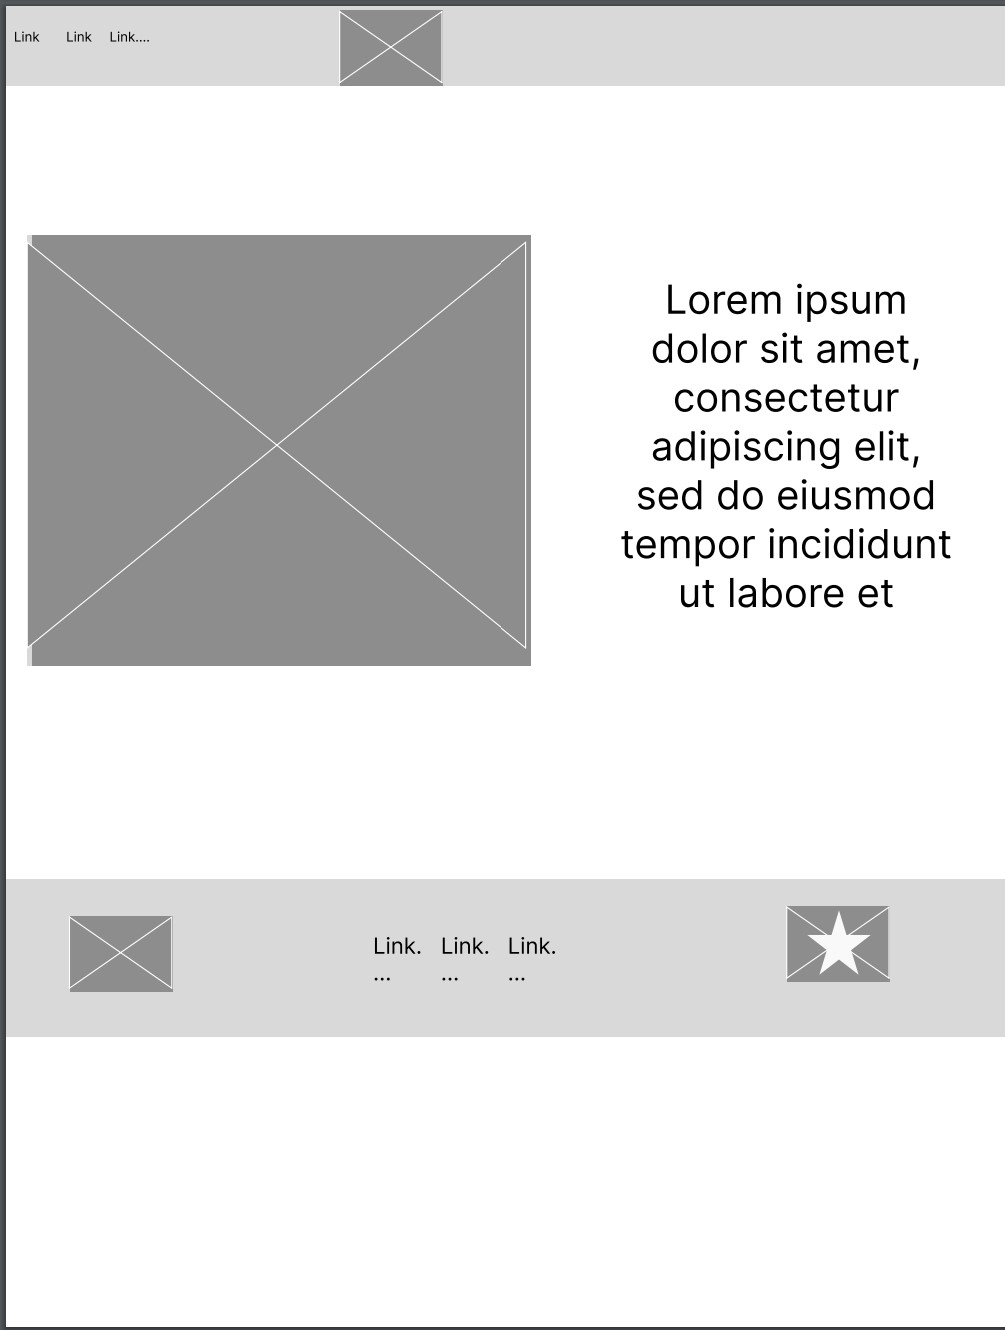 Link Link Link....
Lorem ipsum
dolor sit amet,
consectetur
adipiscing elit,
sed do eiusmod
tempor incididunt
ut labore et
Link. Link. Link.
... ... ...